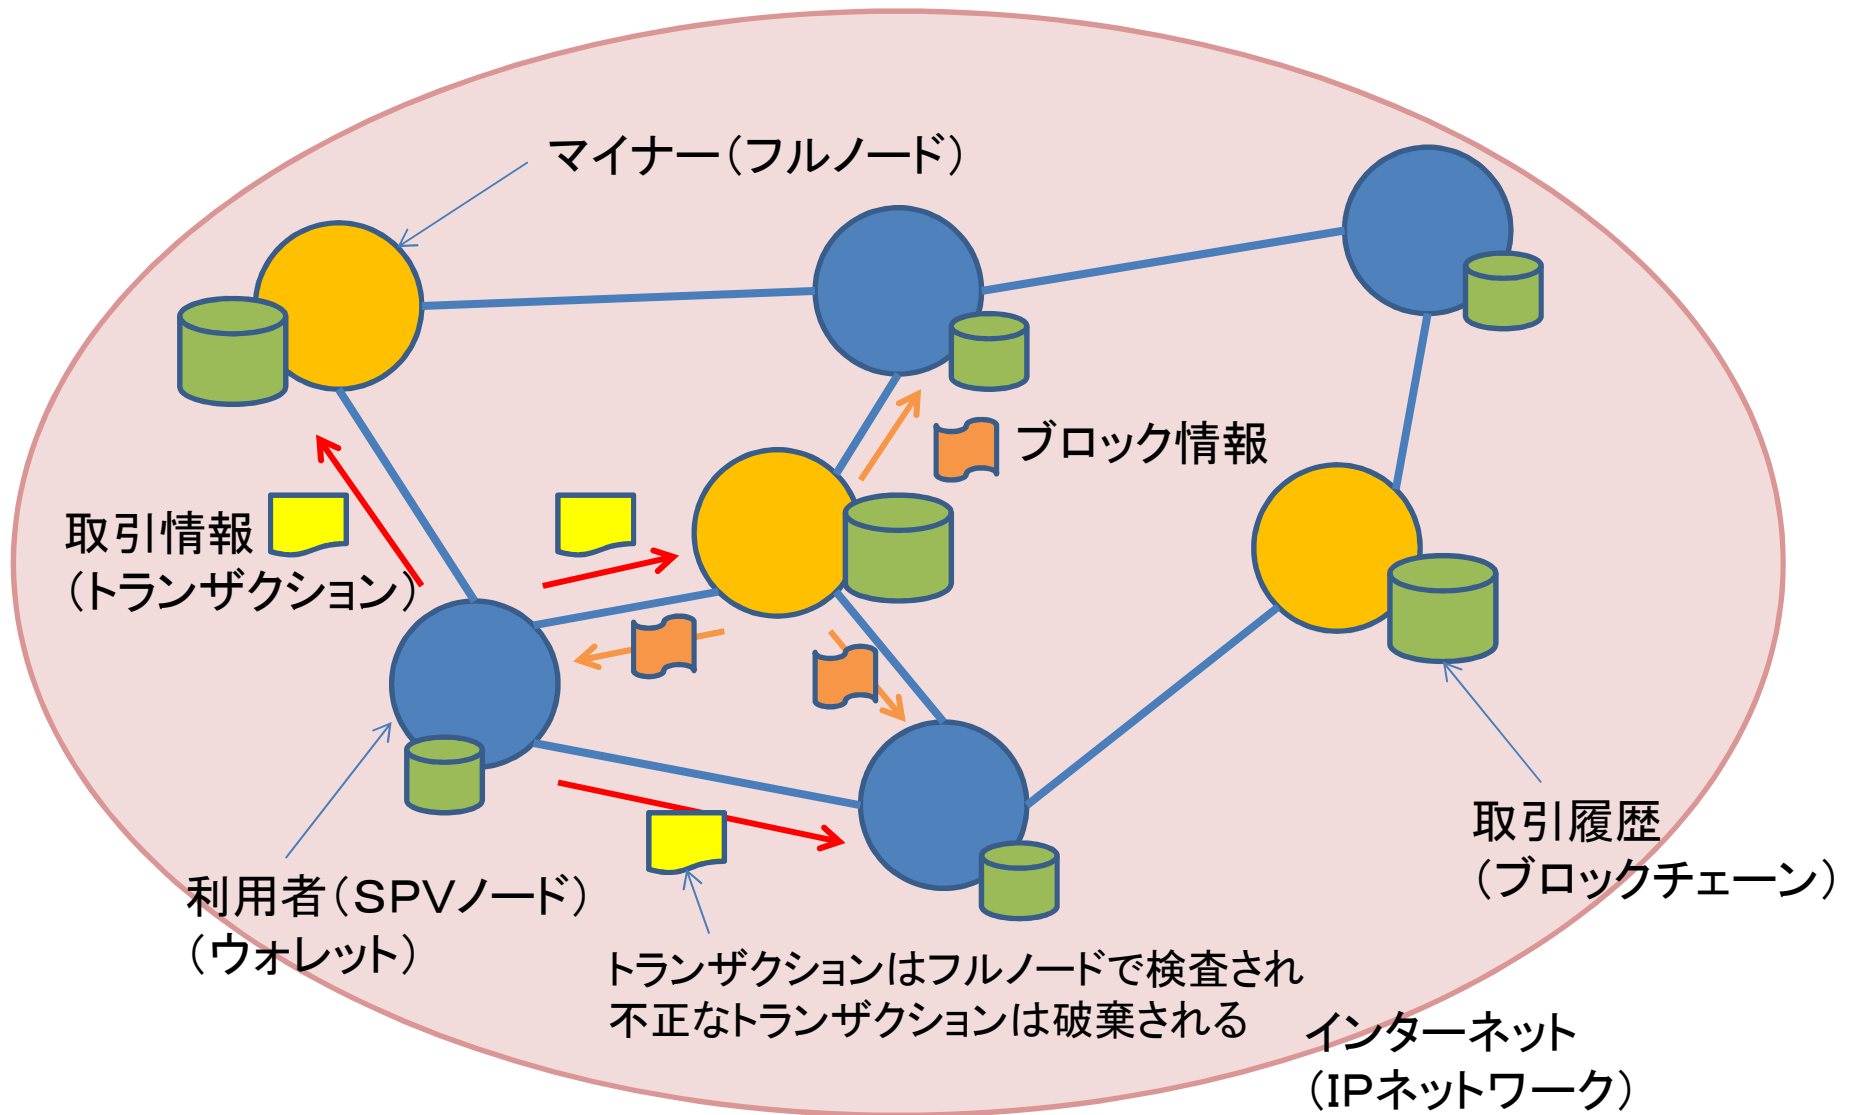 マイナー（フルノード）
ブロック情報
取引情報
（トランザクション）
取引履歴
（ブロックチェーン）
利用者（ＳＰＶノード）
（ウォレット）
トランザクションはフルノードで検査され
不正なトランザクションは破棄される
インターネット
（ＩＰネットワーク）